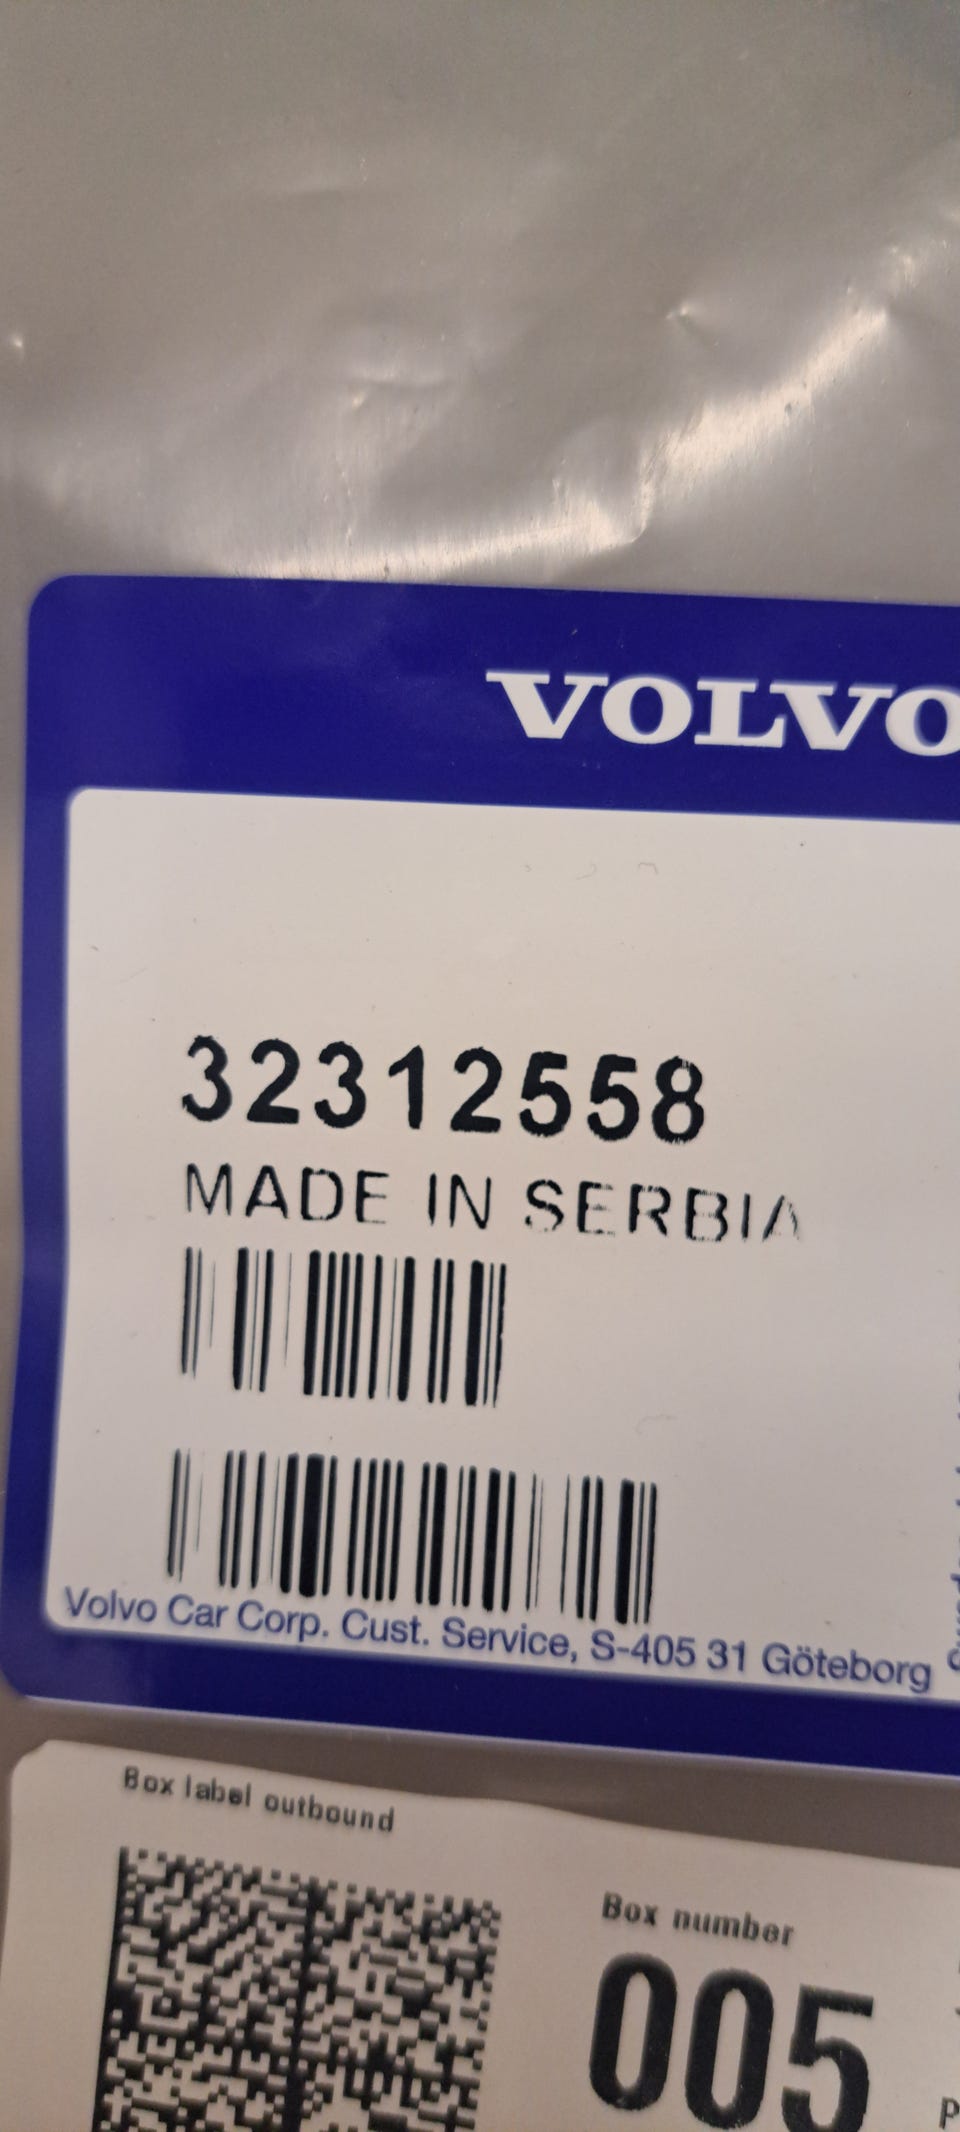 VOLVO
32312558
MADE IN SERBIA
Volvo Car Corp. Cust. Service, S-405 31 Göteborg
Box label outbound
Box number
005